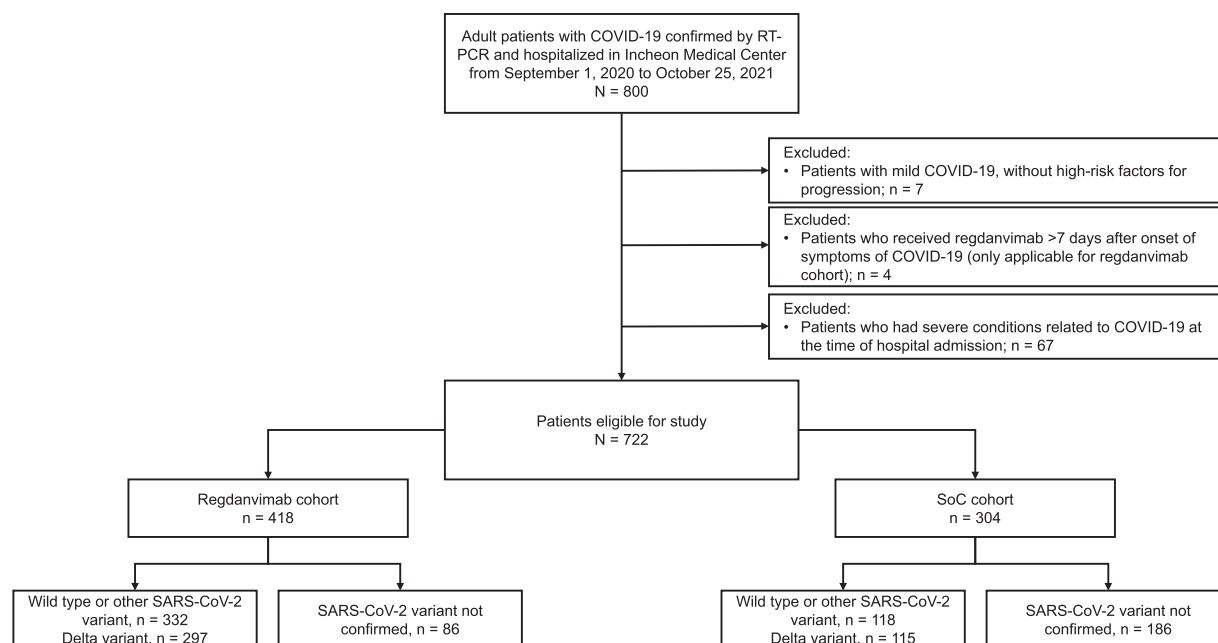 Adult patients with COVID-19 confirmed by RT-
PCR and hospitalized in Incheon Medical Center
from September 1, 2020 to October 25, 2021
N = 800
Excluded:
• Patients with mild COVID-19, without high-risk factors for
progression; n = 7
Excluded:
• Patients who received regdanvimab >7 days after onset of
symptoms of COVID-19 (only applicable for regdanvimab
cohort); n = 4
Excluded:
• Patients who had severe conditions related to COVID-19 at
the time of hospital admission; n = 67
Patients eligible for study
N = 722
Regdanvimab cohort
n = 418
SoC cohort
n = 304
Wild type or other SARS-CoV-2
variant, n = 332
Delta variant, n = 297
SARS-CoV-2 variant not
confirmed, n = 86
Wild type or other SARS-CoV-2
variant, n = 118
Delta variant, n = 115
SARS-CoV-2 variant not
confirmed, n = 186